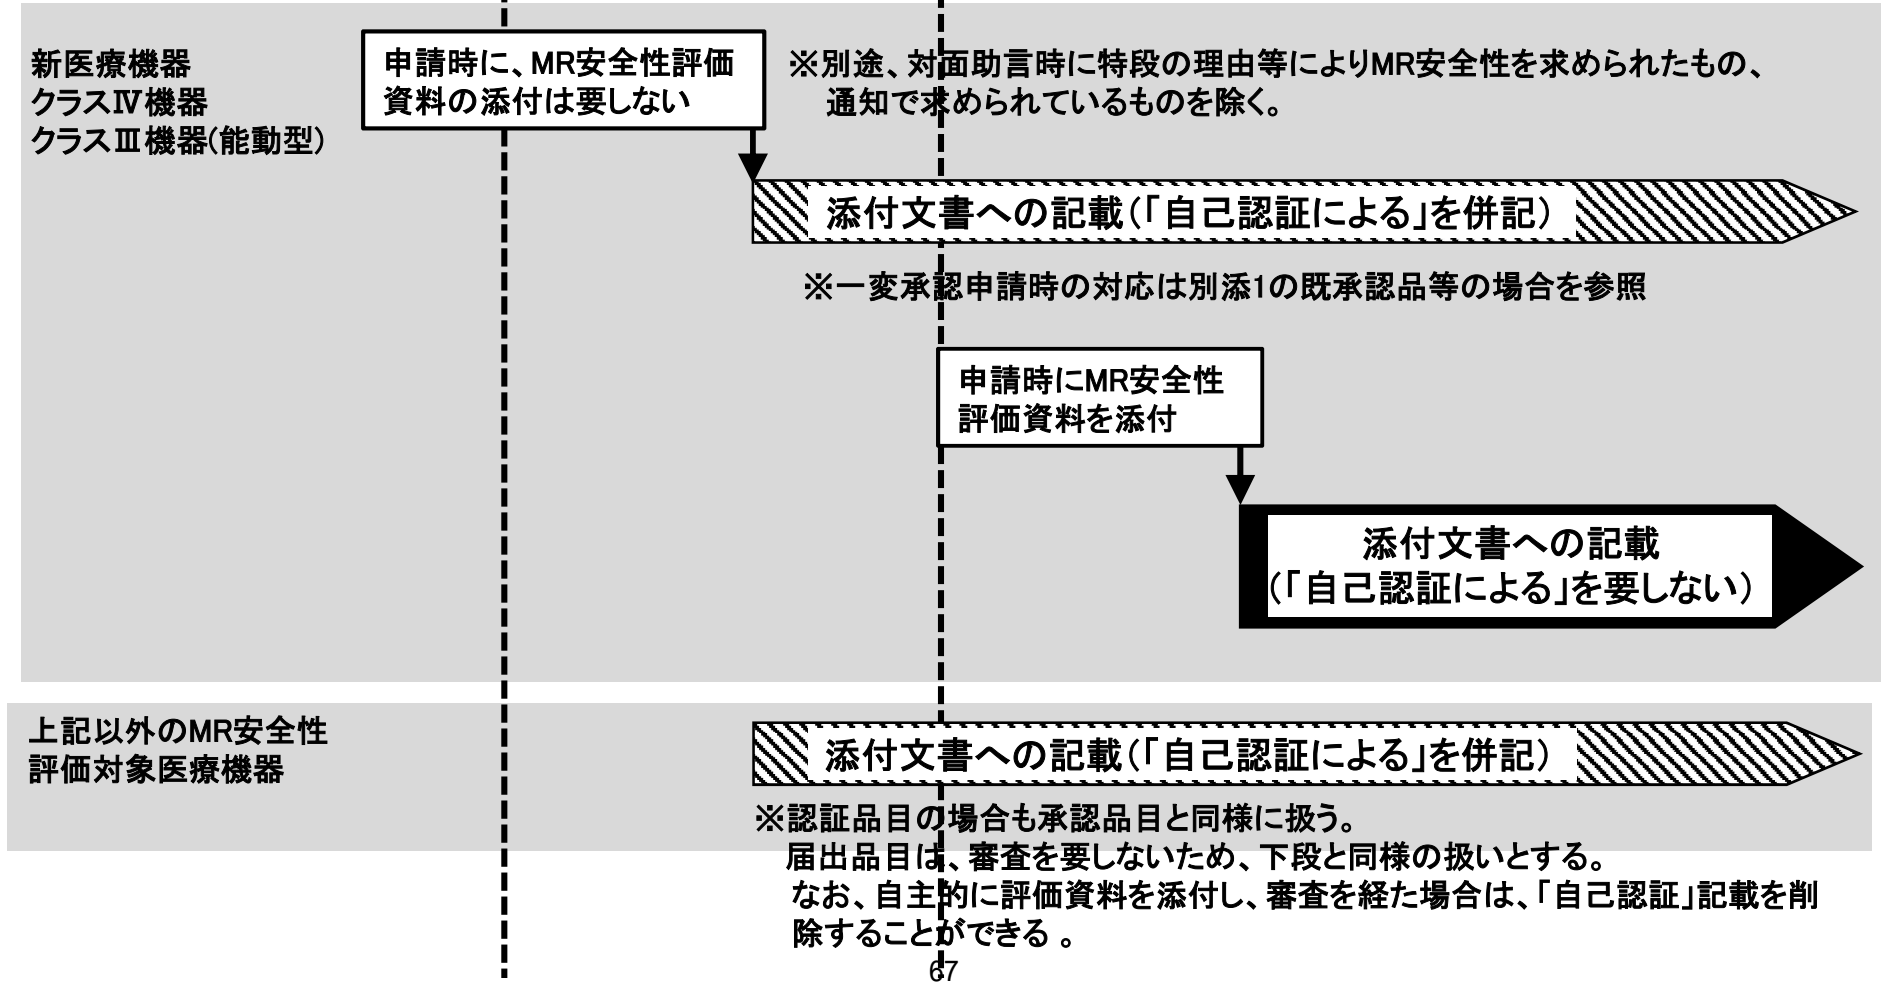 新医療機器
クラスⅣ機器
クラスⅢ機器(能動型)
申請時に、MR安全性評価
資料の添付は要しない
※別途、対面助言時に特段の理由等によりMR安全性を求められたもの、
通知で求められているものを除く。
添付文書への記載(「自己認証による」を併記)
※一変承認申請時の対応は別添1の既承認品等の場合を参照
申請時にMR安全性
評価資料を添付
添付文書への記載
(「自己認証による」を要しない)
上記以外のMR安全性
評価対象医療機器
添付文書への記載(「自己認証による」を併記)
※認証品目の場合も承認品目と同様に扱う。
届出品目は、審査を要しないため、下段と同様の扱いとする。
なお、自主的に評価資料を添付し、審査を経た場合は、「自己認証」記載を削
除することができる 。
67